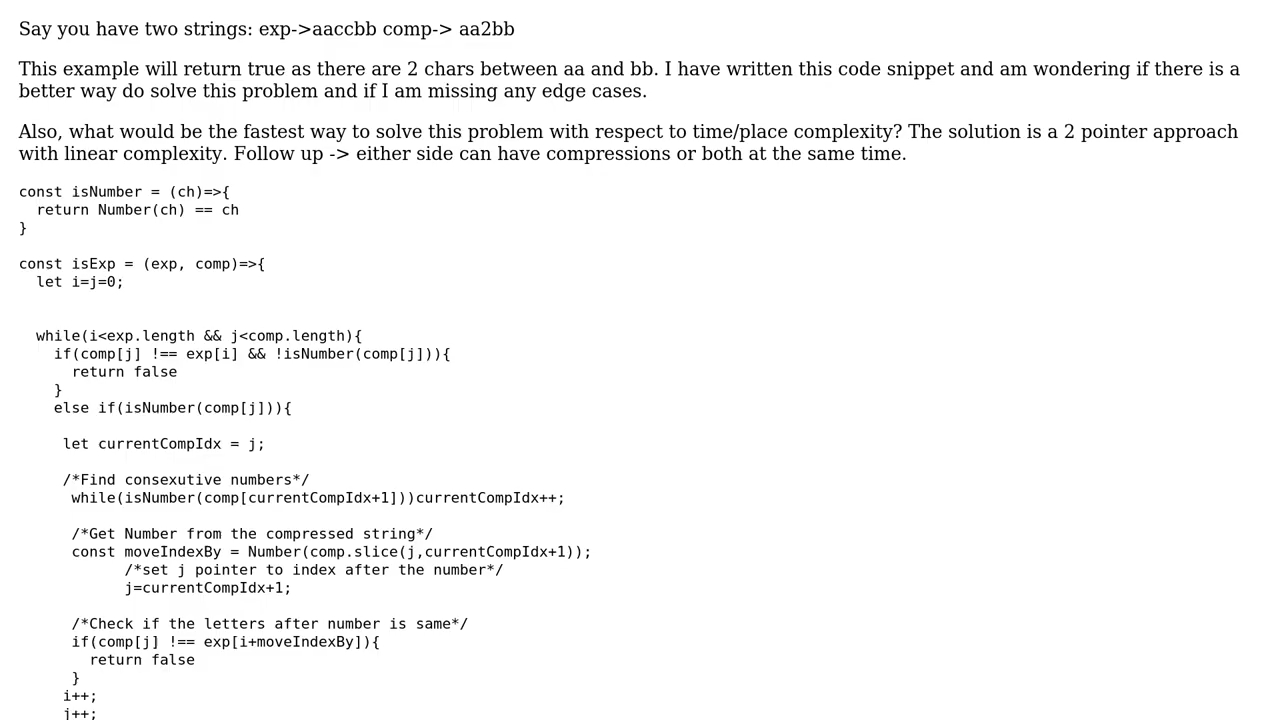 Say you have two strings: exp->aaccbb comp-> aa2bb
This example will return true as there are 2 chars between aa and bb. I have written this code snippet and am wondering if there is a
better way do solve this problem and if I am missing any edge cases.
Also, what would be the fastest way to solve this problem with respect to time/place complexity? The solution is a 2 pointer approach
with linear complexity. Follow up -> either side can have compressions or both at the same time.
const isNumber = (ch)=>{
  return Number(ch) == ch
}
const isExp = (exp, comp)=>{
  let i=j=0;
  while(i<exp.length && j<comp.length){
    if(comp[j] !== exp[i] && !isNumber(comp[j])){
      return false
    }
    else if(isNumber(comp[j])){
     let currentCompIdx = j;
     /*Find consexutive numbers*/
      while(isNumber(comp[currentCompIdx+1]))currentCompIdx++;
      /*Get Number from the compressed string*/
      const moveIndexBy = Number(comp.slice(j,currentCompIdx+1));
            /*set j pointer to index after the number*/
            j=currentCompIdx+1;
      /*Check if the letters after number is same*/
      if(comp[j] !== exp[i+moveIndexBy]){
        return false
      }
     i++;
     j++;